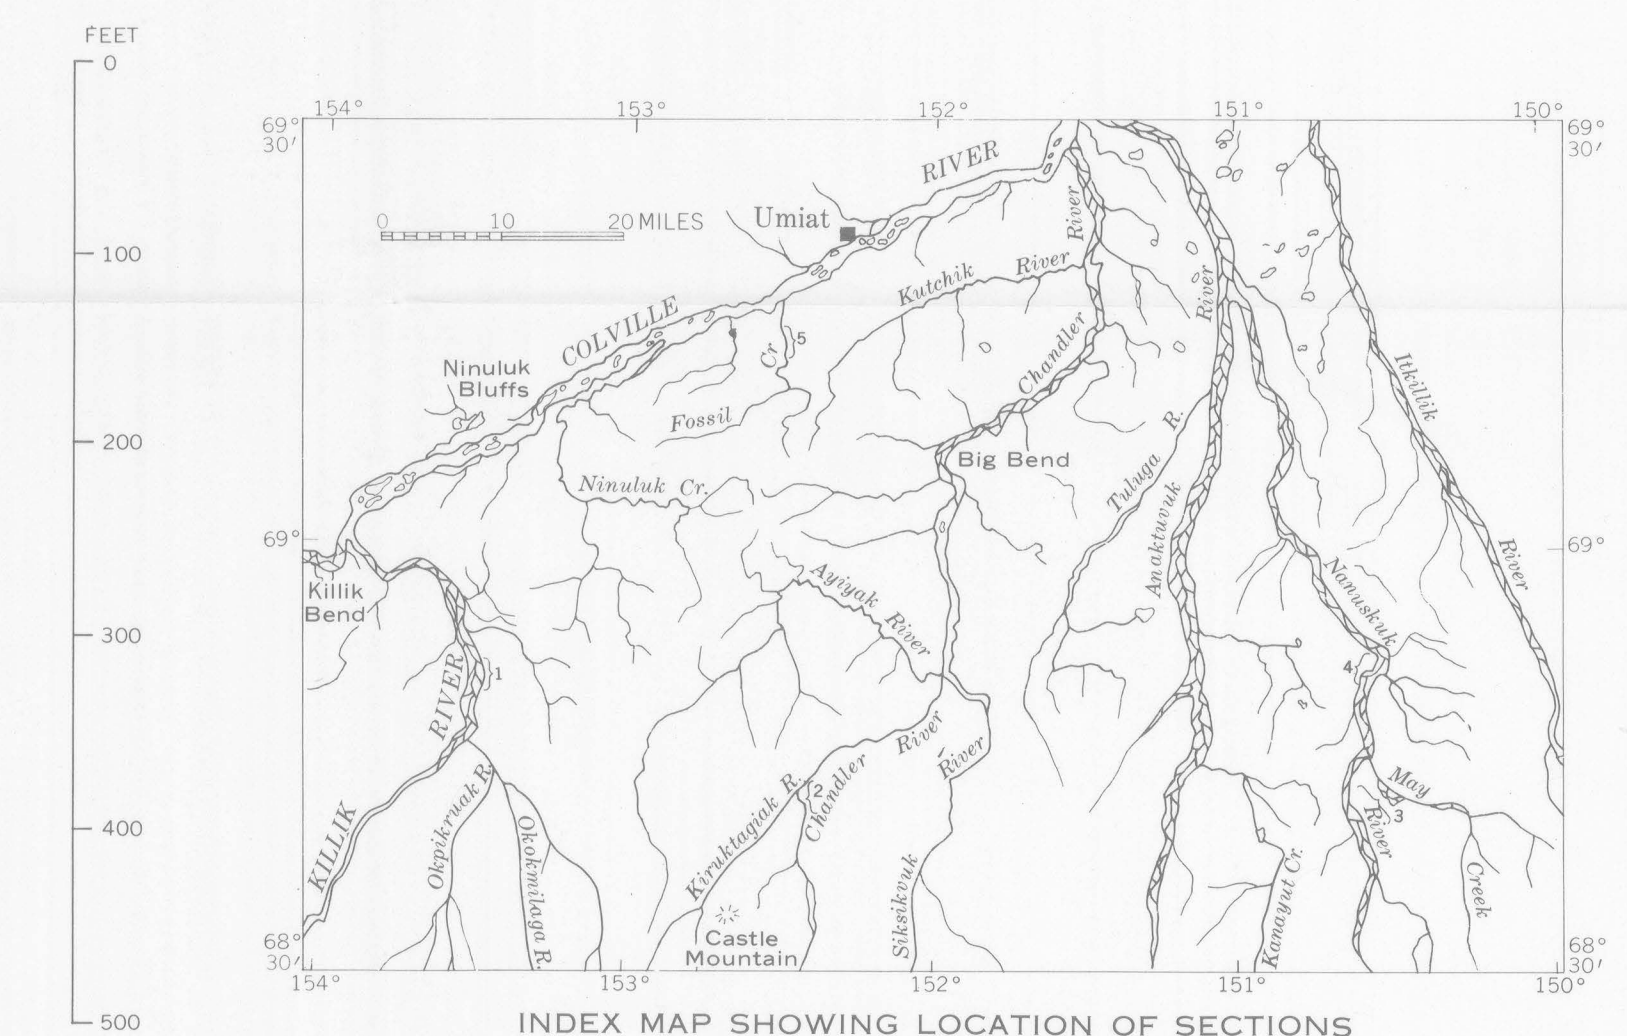 FEET
0
100
200
300
400
500
154°
153°
152°
151°
150°
69°
30′
69°
30′
0 10 20 MILES
Umiat
COLVILLE RIVER
Ninuluk
Bluffs
Kutchik River
Chandler River
5
Fossil Cr
Ninuluk Cr.
Big Bend
Tuluga R.
Anaktuvuk River
Itkillik River
69°
69°
Killik
Bend
Ayiyak River
Nanushuk River
4
1
KILLIK RIVER
Okpikruak R.
Okokmilaga R.
Kiruktagiak R.
2
Chandler River
Siksikvuk River
Castle
Mountain
May Creek
3
Kanayut Cr.
68°
30′
68°
30′
154°
153°
152°
151°
150°
INDEX MAP SHOWING LOCATION OF SECTIONS